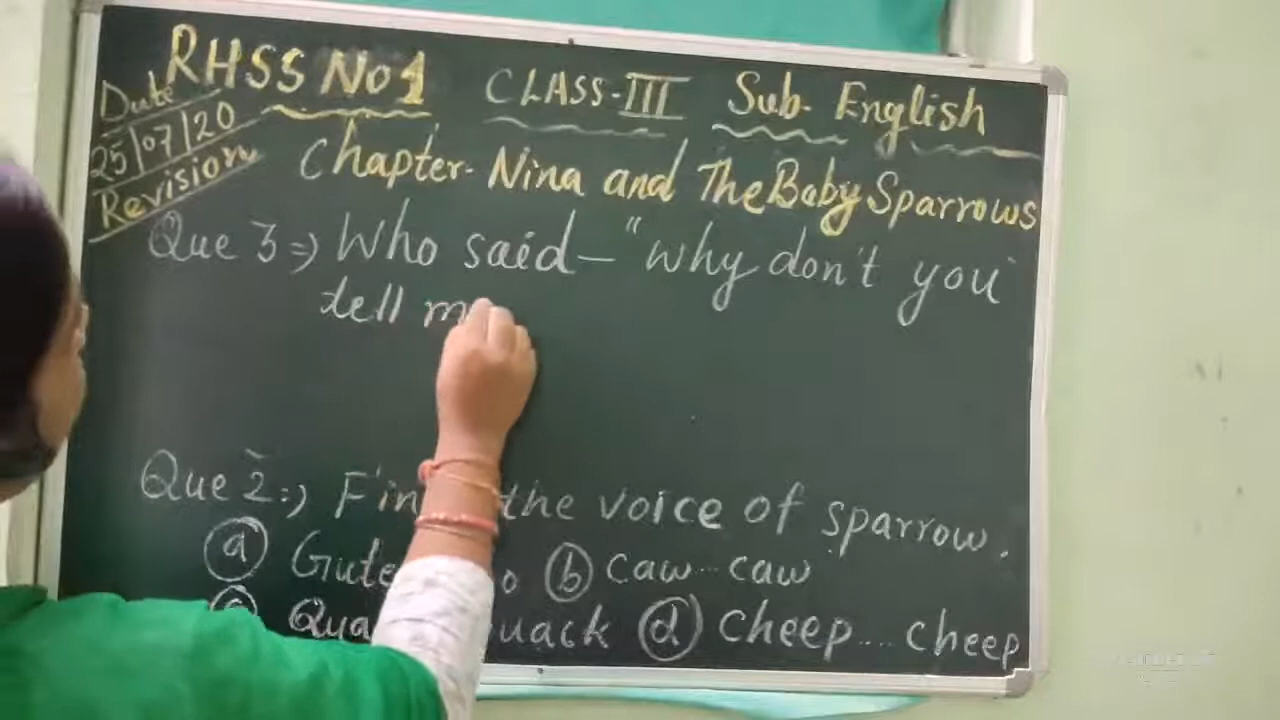 RHSS No 1 CLASS-III Sub- English
Date
25/07/20
Revision
Chapter- Nina and The Baby Sparrows
Que 3 => Who said- "why don't you
tell m
Que 2 :=> Fin the voice of sparrow.
(a) Gute o (b) caw...caw
Qua uack (d) cheep.... cheep